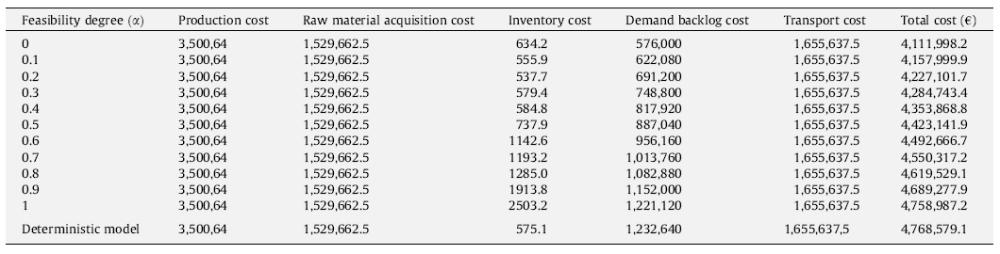 Feasibility degree (α) Production cost Raw material acquisition cost Inventory cost Demand backlog cost Transport cost Total cost (€)
0 3,500,64 1,529,662.5 634.2 576,000 1,655,637.5 4,111,998.2
0.1 3,500,64 1,529,662.5 555.9 622,080 1,655,637.5 4,157,999.9
0.2 3,500,64 1,529,662.5 537.7 691,200 1,655,637.5 4,227,101.7
0.3 3,500,64 1,529,662.5 579.4 748,800 1,655,637.5 4,284,743.4
0.4 3,500,64 1,529,662.5 584.8 817,920 1,655,637.5 4,353,868.8
0.5 3,500,64 1,529,662.5 737.9 887,040 1,655,637.5 4,423,141.9
0.6 3,500,64 1,529,662.5 1142.6 956,160 1,655,637.5 4,492,666.7
0.7 3,500,64 1,529,662.5 1193.2 1,013,760 1,655,637.5 4,550,317.2
0.8 3,500,64 1,529,662.5 1285.0 1,082,880 1,655,637.5 4,619,529.1
0.9 3,500,64 1,529,662.5 1913.8 1,152,000 1,655,637.5 4,689,277.9
1 3,500,64 1,529,662.5 2503.2 1,221,120 1,655,637.5 4,758,987.2
Deterministic model 3,500,64 1,529,662.5 575.1 1,232,640 1,655,637,5 4,768,579.1